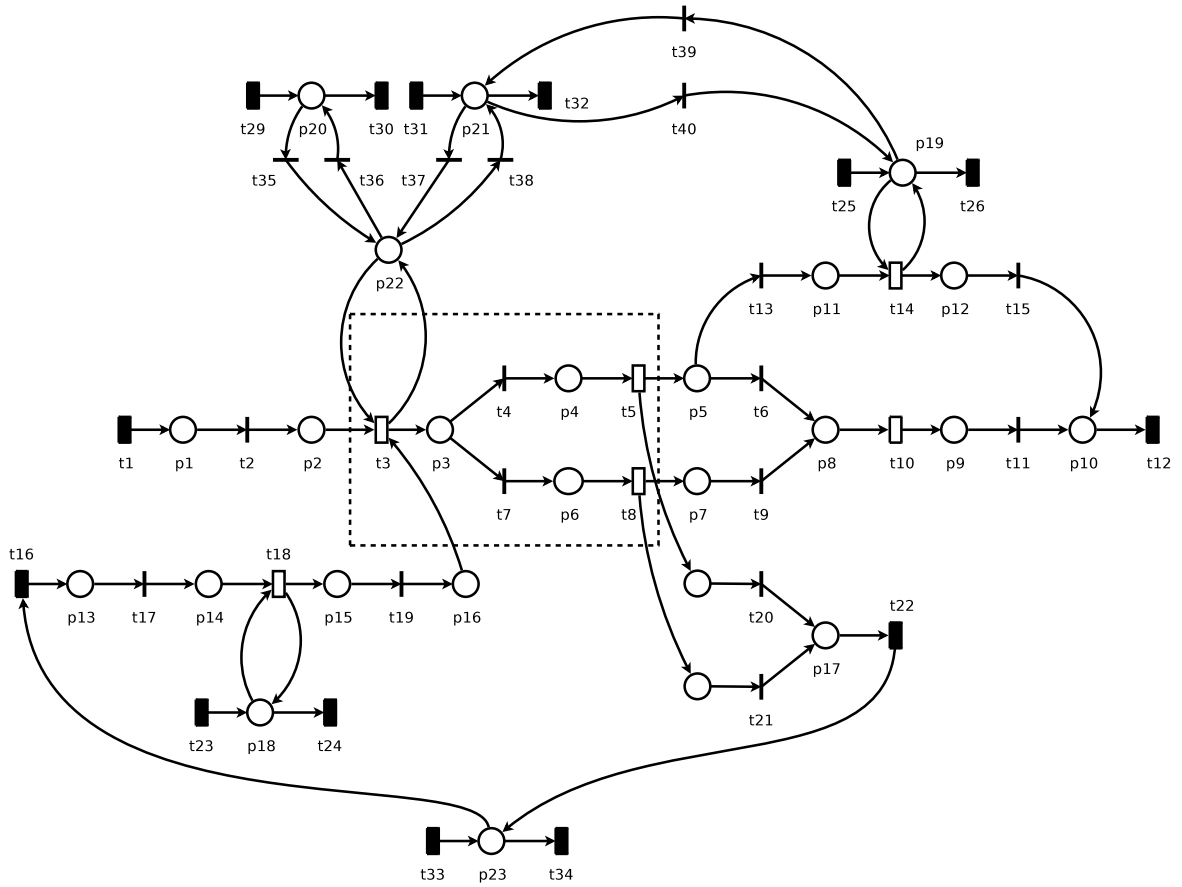 t39
t32
t29 p20 t30 t31 p21
t40
p19
t35 t36 t37 t38
t25 t26
p22
t13 p11 t14 p12 t15
t4 p4 t5 p5 t6
t1 p1 t2 p2 t3 p3 p8 t10 p9 t11 p10 t12
t7 p6 t8 p7 t9
t16 t18
p13 t17 p14 p15 t19 p16 t20
t22
p17
t21
t23 p18 t24
t33 p23 t34